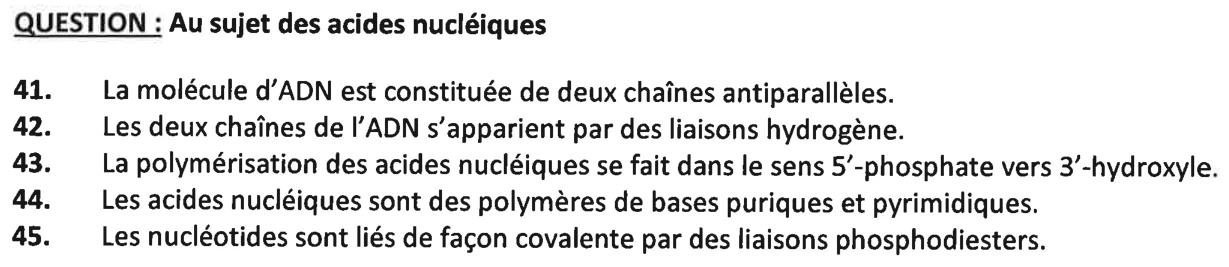 QUESTION : Au sujet des acides nucléiques
41. La molécule d'ADN est constituée de deux chaînes antiparallèles.
42. Les deux chaînes de l'ADN s'apparient par des liaisons hydrogène.
43. La polymérisation des acides nucléiques se fait dans le sens 5'-phosphate vers 3'-hydroxyle.
44. Les acides nucléiques sont des polymères de bases puriques et pyrimidiques.
45. Les nucléotides sont liés de façon covalente par des liaisons phosphodiesters.